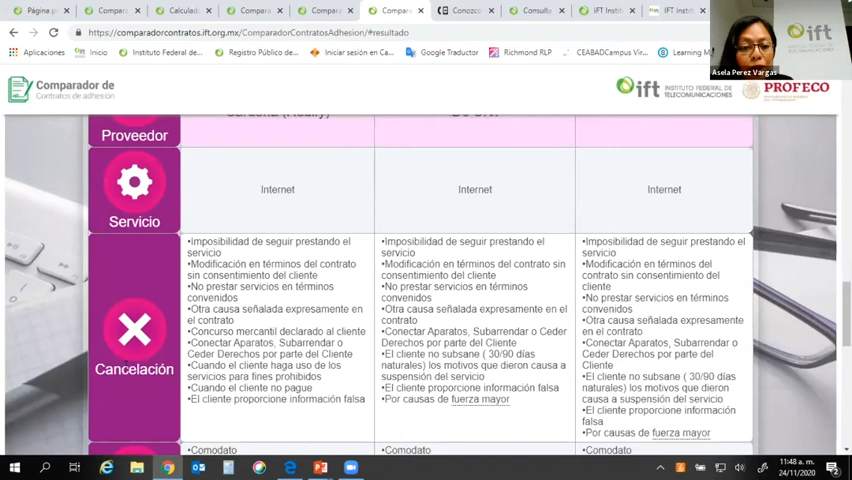 Página p
Compara
Calculad
Compara
Compara
Compara
Conozco
Consulta
IFT Instit
IFT Instit
https://comparadorcontratos.ift.org.mx/ComparadorContratosAdhesion/#resultado
Aplicaciones
Inicio
Instituto Federal de...
Registro Público de...
Iniciar sesión en Ca...
Google Traductor
Richmond RLP
CEABADCampus Vir...
Learning M
Asela Perez Vargas
ift
Comparador de
Contratos de adhesión
ift INSTITUTO FEDERAL DE
TELECOMUNICACIONES
PROFECO
Proveedor
Servicio
Internet
Internet
Internet
Cancelación
•Imposibilidad de seguir prestando el
servicio
•Modificación en términos del contrato
sin consentimiento del cliente
•No prestar servicios en términos
convenidos
•Otra causa señalada expresamente en
el contrato
•Concurso mercantil declarado al cliente
•Conectar Aparatos, Subarrendar o
Ceder Derechos por parte del Cliente
•Cuando el cliente haga uso de los
servicios para fines prohibidos
•Cuando el cliente no pague
•El cliente proporcione información falsa
•Imposibilidad de seguir prestando el
servicio
•Modificación en términos del contrato sin
consentimiento del cliente
•No prestar servicios en términos
convenidos
•Otra causa señalada expresamente en el
contrato
•Conectar Aparatos, Subarrendar o Ceder
Derechos por parte del Cliente
•El cliente no subsane ( 30/90 días
naturales) los motivos que dieron causa a
suspensión del servicio
•El cliente proporcione información falsa
•Por causas de fuerza mayor
•Imposibilidad de seguir prestando el
servicio
•Modificación en términos del
contrato sin consentimiento del
cliente
•No prestar servicios en términos
convenidos
•Otra causa señalada expresamente
en el contrato
•Conectar Aparatos, Subarrendar o
Ceder Derechos por parte del
Cliente
•El cliente no subsane ( 30/90 días
naturales) los motivos que dieron
causa a suspensión del servicio
•El cliente proporcione información
falsa
•Por causas de fuerza mayor
•Comodato
•Comodato
•Comodato
11:48 a. m.
24/11/2020